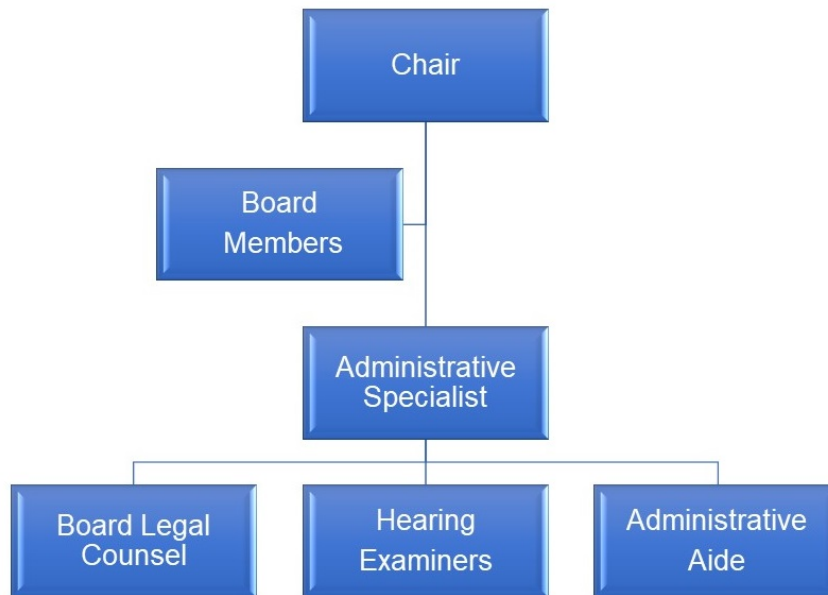 Chair
Board
Members
Administrative
Specialist
Board Legal
Counsel
Hearing
Examiners
Administrative
Aide